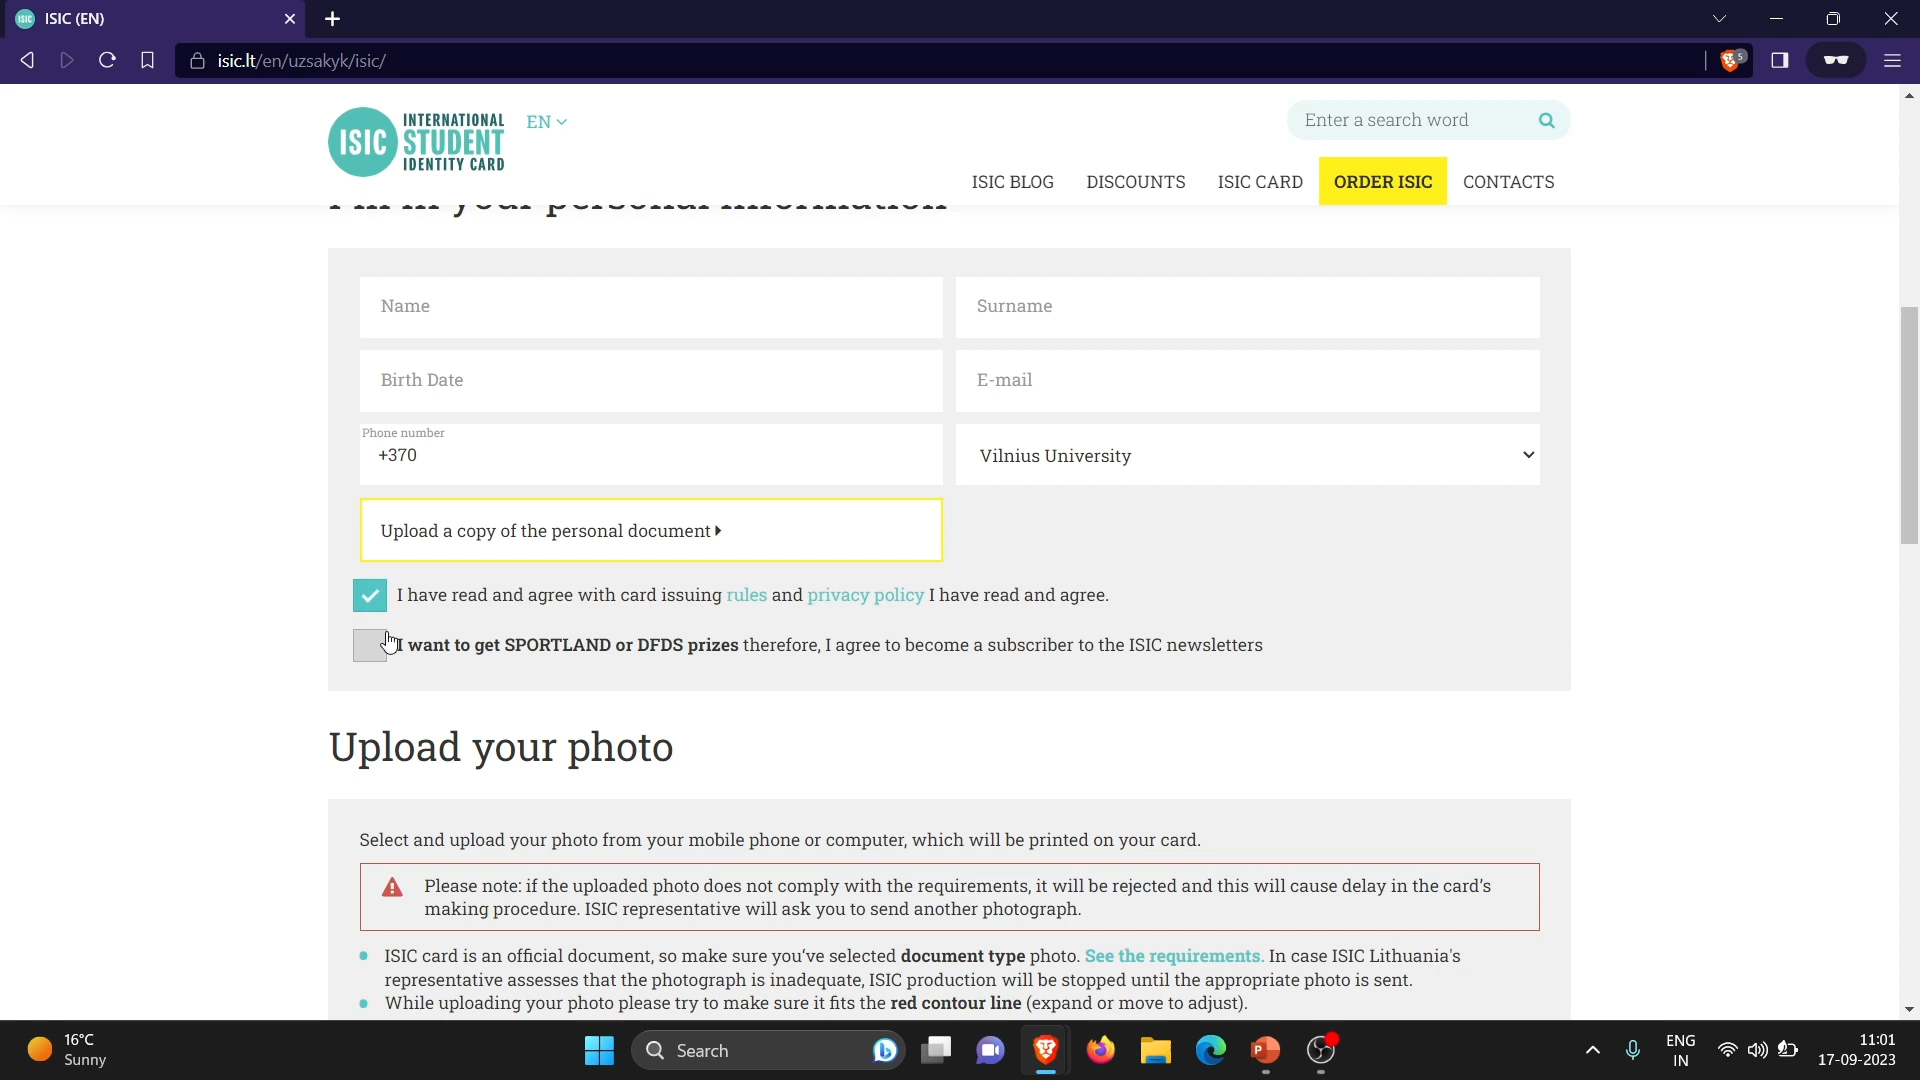 ISIC (EN)
isic.lt/en/uzsakyk/isic/
5
ISIC
INTERNATIONAL
STUDENT
IDENTITY CARD
EN
Enter a search word
ISIC BLOG
DISCOUNTS
ISIC CARD
ORDER ISIC
CONTACTS
Fill in your personal information
Name
Surname
Birth Date
E-mail
Phone number
+370
Vilnius University
Upload a copy of the personal document
I have read and agree with card issuing rules and privacy policy I have read and agree.
I want to get SPORTLAND or DFDS prizes therefore, I agree to become a subscriber to the ISIC newsletters
Upload your photo
Select and upload your photo from your mobile phone or computer, which will be printed on your card.
Please note: if the uploaded photo does not comply with the requirements, it will be rejected and this will cause delay in the card's
making procedure. ISIC representative will ask you to send another photograph.
ISIC card is an official document, so make sure you've selected document type photo. See the requirements. In case ISIC Lithuania's
representative assesses that the photograph is inadequate, ISIC production will be stopped until the appropriate photo is sent.
While uploading your photo please try to make sure it fits the red contour line (expand or move to adjust).
16°C
Sunny
Search
ENG
IN
11:01
17-09-2023